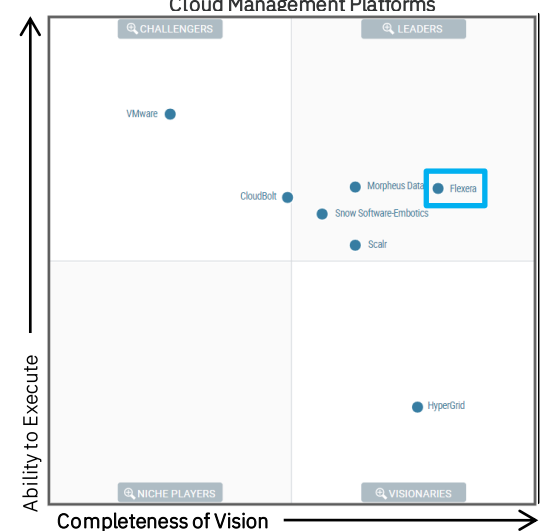 Cloud Management Platforms
CHALLENGERS
LEADERS
VMware
Morpheus Data
Flexera
CloudBolt
Snow Software-Embotics
Scalr
HyperGrid
Ability to Execute
NICHE PLAYERS
VISIONARIES
Completeness of Vision